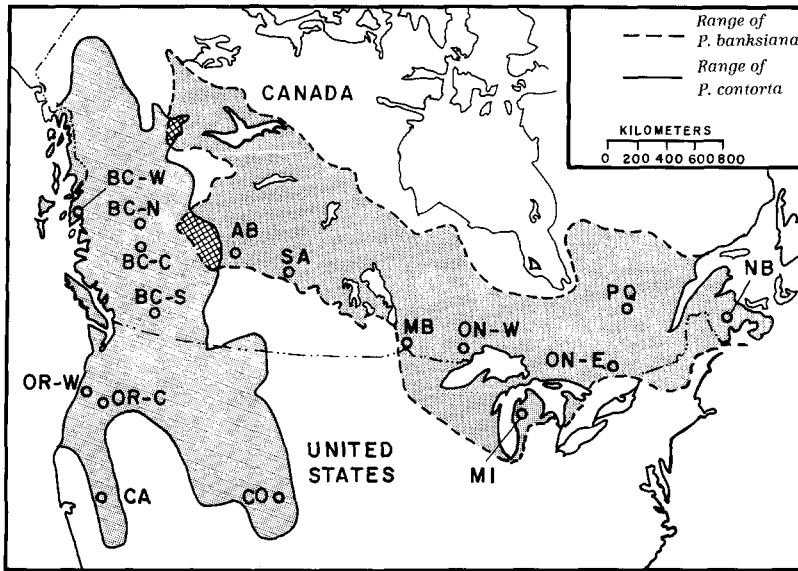 Range of
P. banksiana
Range of
P. contorta
KILOMETERS
0 200 400 600 800
CANADA
BC-W
BC-N
BC-C
BC-S
AB
SA
MB
ON-W
ON-E
PQ
NB
OR-W
OR-C
UNITED
STATES
MI
CA
CO